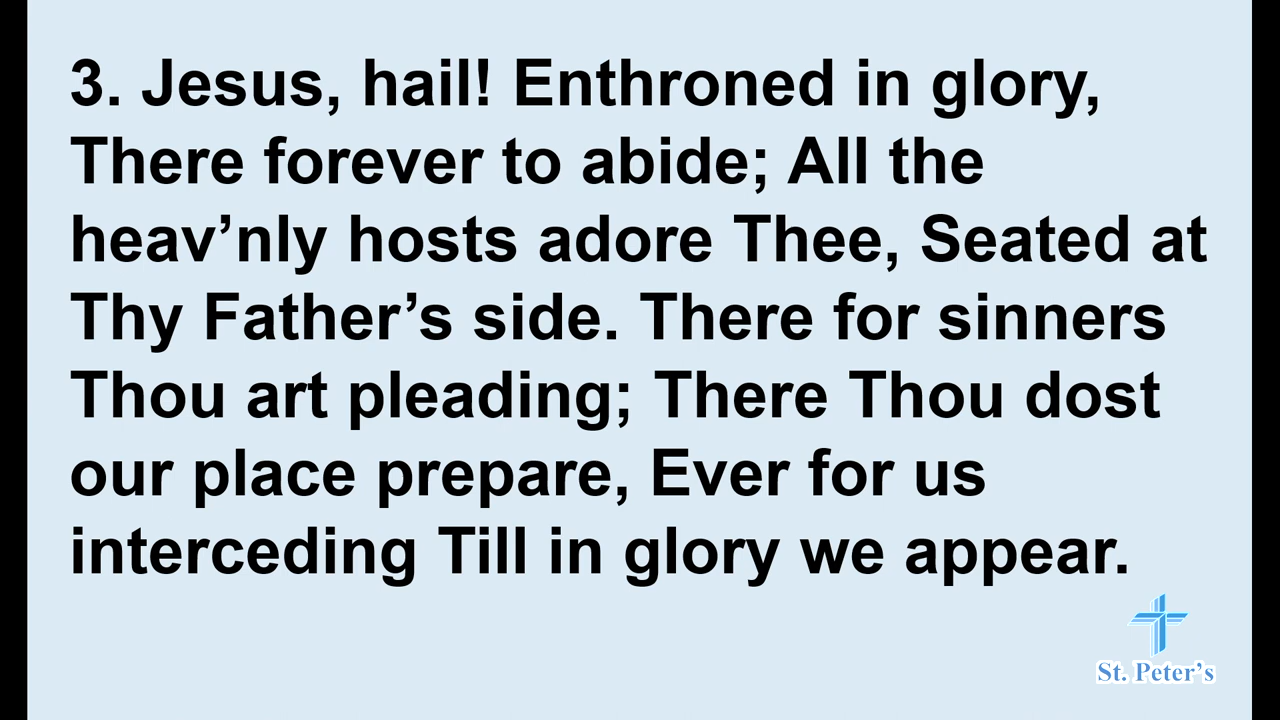 3. Jesus, hail! Enthroned in glory,
There forever to abide; All the
heav’nly hosts adore Thee, Seated at
Thy Father’s side. There for sinners
Thou art pleading; There Thou dost
our place prepare, Ever for us
interceding Till in glory we appear.
St. Peter’s